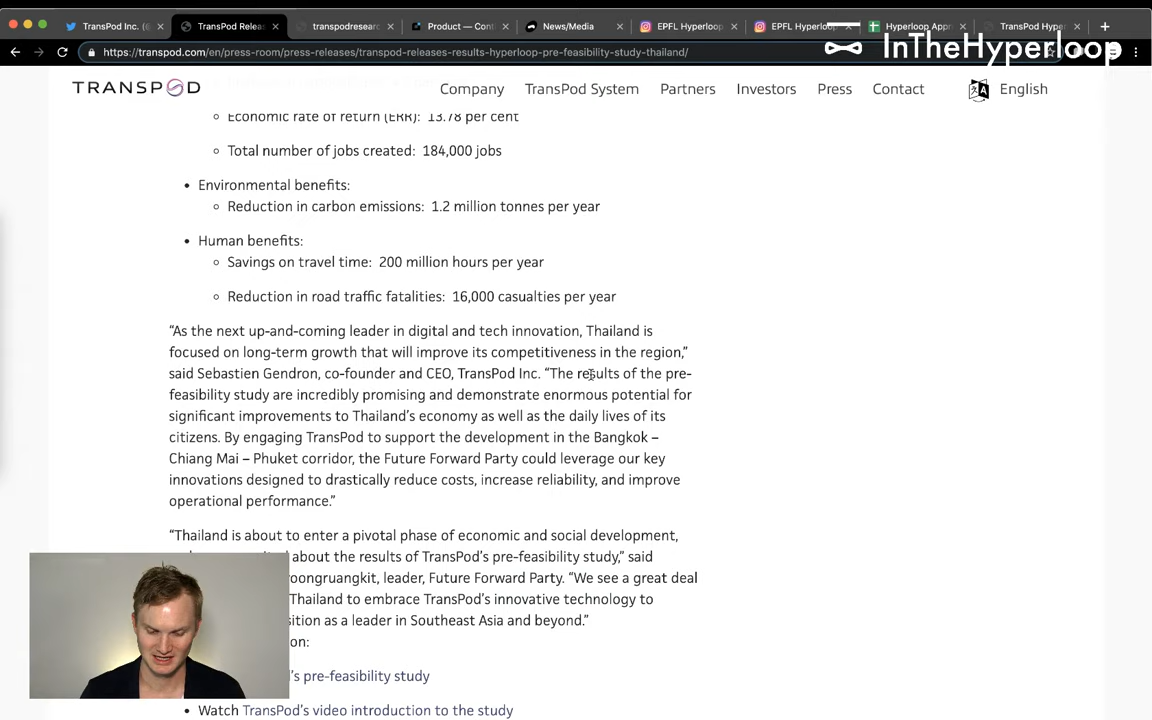 TransPod Inc. (
TransPod Relea
transpodresearc
Product — Conti
News/Media
EPFL Hyperloop
EPFL Hyperloo
Hyperloop Appr
TransPod Hype
https://transpod.com/en/press-room/press-releases/transpod-releases-results-hyperloop-pre-feasibility-study-thailand/
InTheHyperloop
TRANSPOD
Company
TransPod System
Partners
Investors
Press
Contact
English
Economic rate of return (ERR): 13.78 per cent
Total number of jobs created: 184,000 jobs
Environmental benefits:
Reduction in carbon emissions: 1.2 million tonnes per year
Human benefits:
Savings on travel time: 200 million hours per year
Reduction in road traffic fatalities: 16,000 casualties per year
“As the next up-and-coming leader in digital and tech innovation, Thailand is
focused on long-term growth that will improve its competitiveness in the region,”
said Sebastien Gendron, co-founder and CEO, TransPod Inc. “The results of the pre-
feasibility study are incredibly promising and demonstrate enormous potential for
significant improvements to Thailand’s economy as well as the daily lives of its
citizens. By engaging TransPod to support the development in the Bangkok –
Chiang Mai – Phuket corridor, the Future Forward Party could leverage our key
innovations designed to drastically reduce costs, increase reliability, and improve
operational performance.”
“Thailand is about to enter a pivotal phase of economic and social development,
about the results of TransPod’s pre-feasibility study,” said
roongruangkit, leader, Future Forward Party. “We see a great deal
Thailand to embrace TransPod’s innovative technology to
sition as a leader in Southeast Asia and beyond.”
on:
’s pre-feasibility study
Watch TransPod’s video introduction to the study